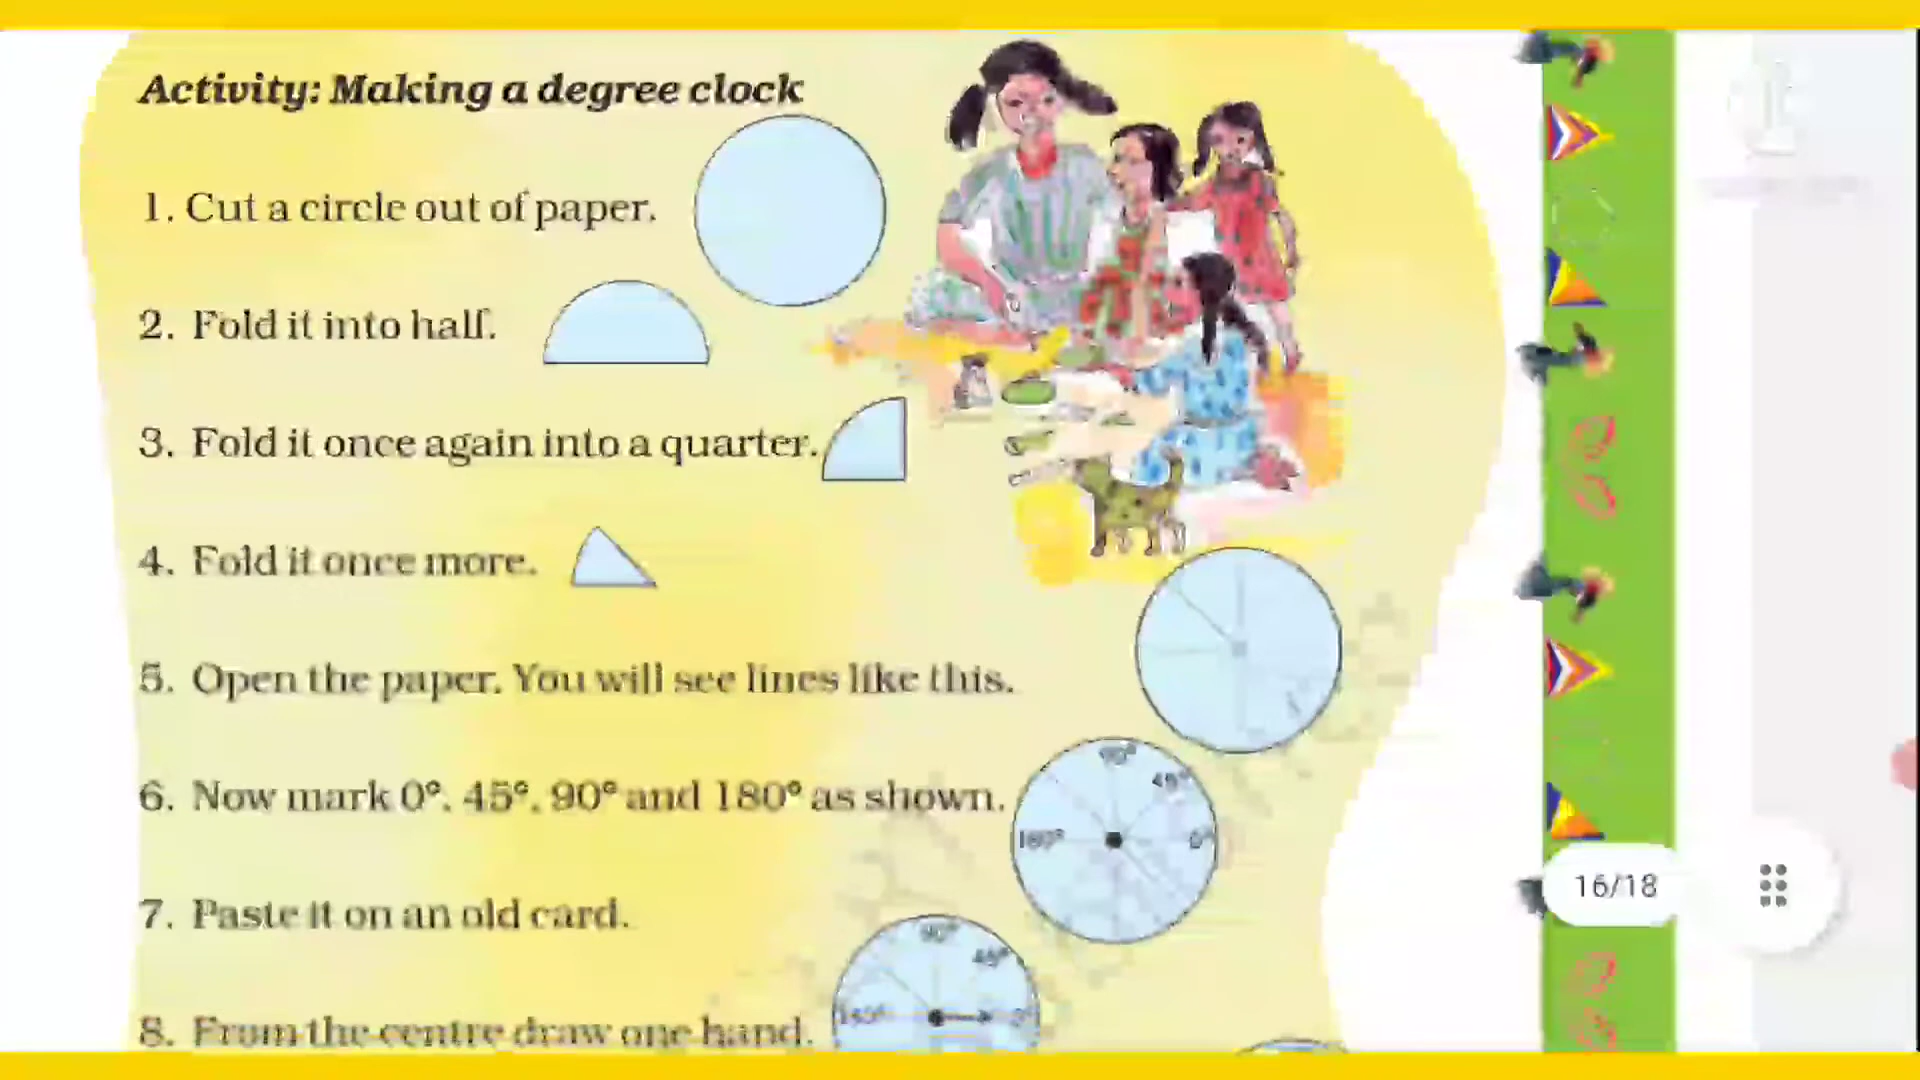 Activity: Making a degree clock
1. Cut a circle out of paper.
2. Fold it into half.
3. Fold it once again into a quarter.
4. Fold it once more.
5. Open the paper. You will see lines like this.
6. Now mark 0°, 45°, 90° and 180° as shown.
90°
45°
180°
0°
7. Paste it on an old card.
90°
45°
180°
0°
8. From the centre draw one hand.
16/18